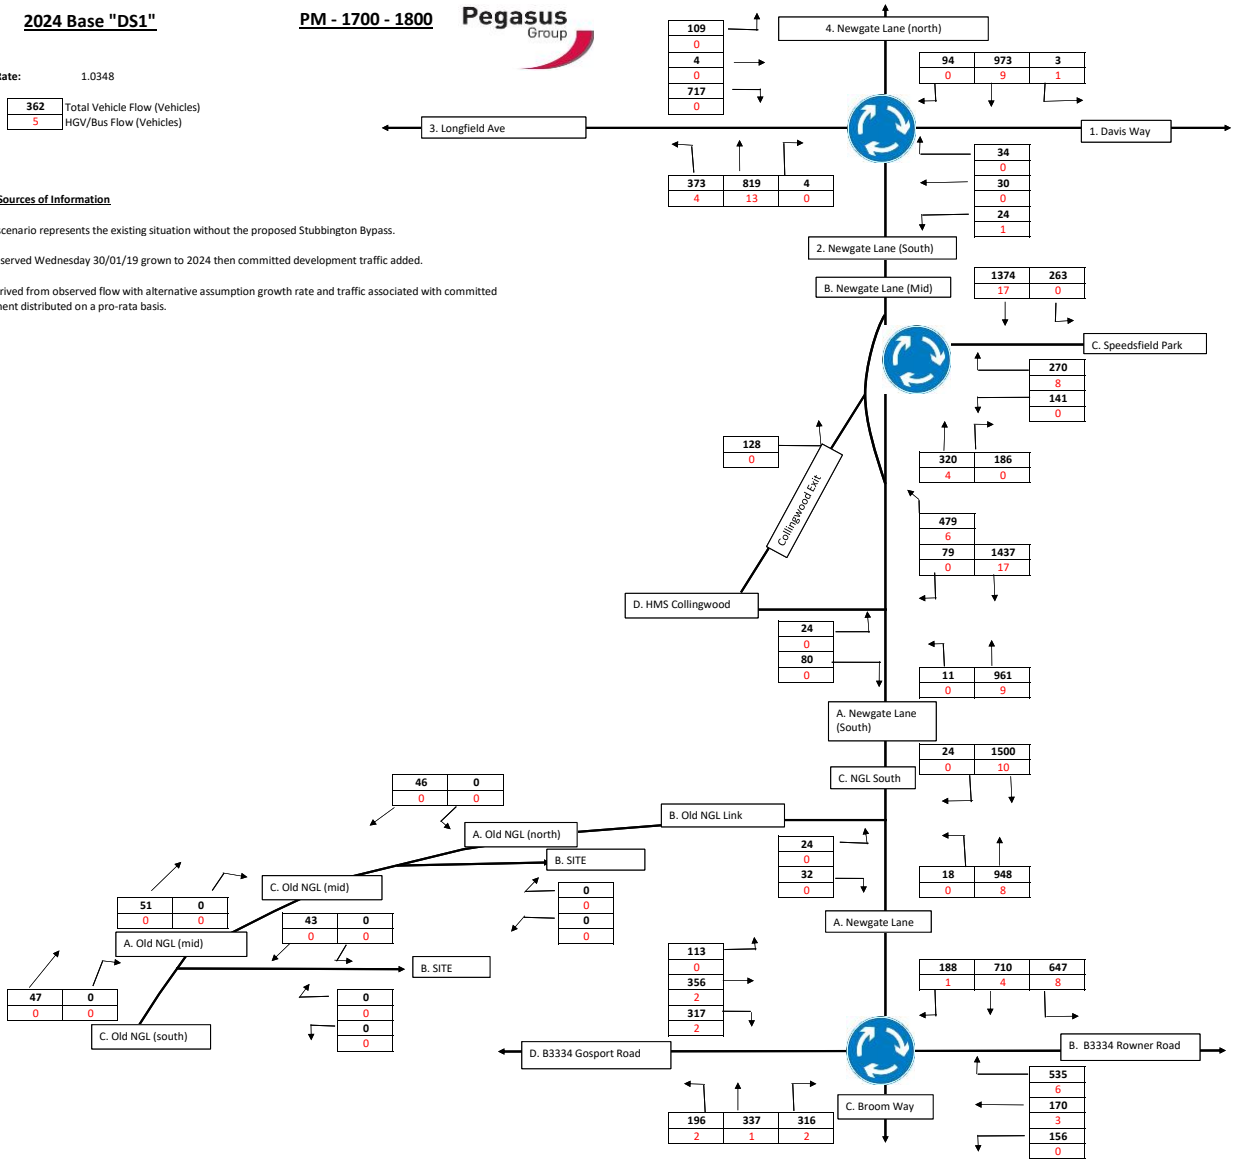 2024 Base "DS1"
PM - 1700 - 1800
Pegasus
Group
Rate: 1.0348
362 Total Vehicle Flow (Vehicles)
5 HGV/Bus Flow (Vehicles)
Sources of Information
scenario represents the existing situation without the proposed Stubbington Bypass.
served Wednesday 30/01/19 grown to 2024 then committed development traffic added.
rived from observed flow with alternative assumption growth rate and traffic associated with committed
nent distributed on a pro-rata basis.
109
0
4
0
717
0
4. Newgate Lane (north)
94 973 3
0 9 1
3. Longfield Ave
1. Davis Way
373 819 4
4 13 0
34
0
30
0
24
1
2. Newgate Lane (South)
B. Newgate Lane (Mid)
1374 263
17 0
C. Speedsfield Park
270
8
141
0
128
0
320 186
4 0
Collingwood Exit
479
6
79 1437
0 17
D. HMS Collingwood
24
0
80
0
11 961
0 9
A. Newgate Lane
(South)
24 1500
0 10
C. NGL South
46 0
0 0
B. Old NGL Link
A. Old NGL (north)
B. SITE
24
0
32
0
18 948
0 8
C. Old NGL (mid)
0
0
0
0
51 0
0 0
43 0
0 0
A. Newgate Lane
A. Old NGL (mid)
B. SITE
113
0
356
2
317
2
188 710 647
1 4 8
47 0
0 0
0
0
0
0
C. Old NGL (south)
D. B3334 Gosport Road
B. B3334 Rowner Road
535
6
170
3
156
0
C. Broom Way
196 337 316
2 1 2